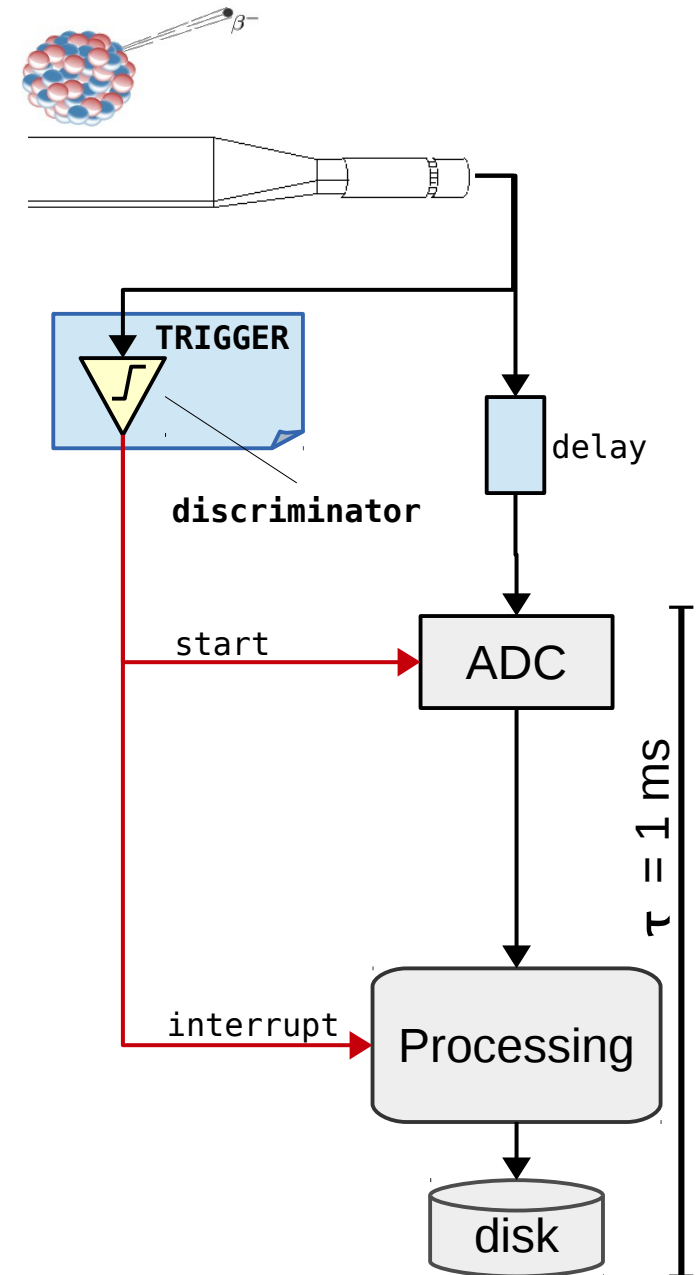 β⁻
TRIGGER
delay
discriminator
start
ADC
τ = 1 ms
interrupt
Processing
disk